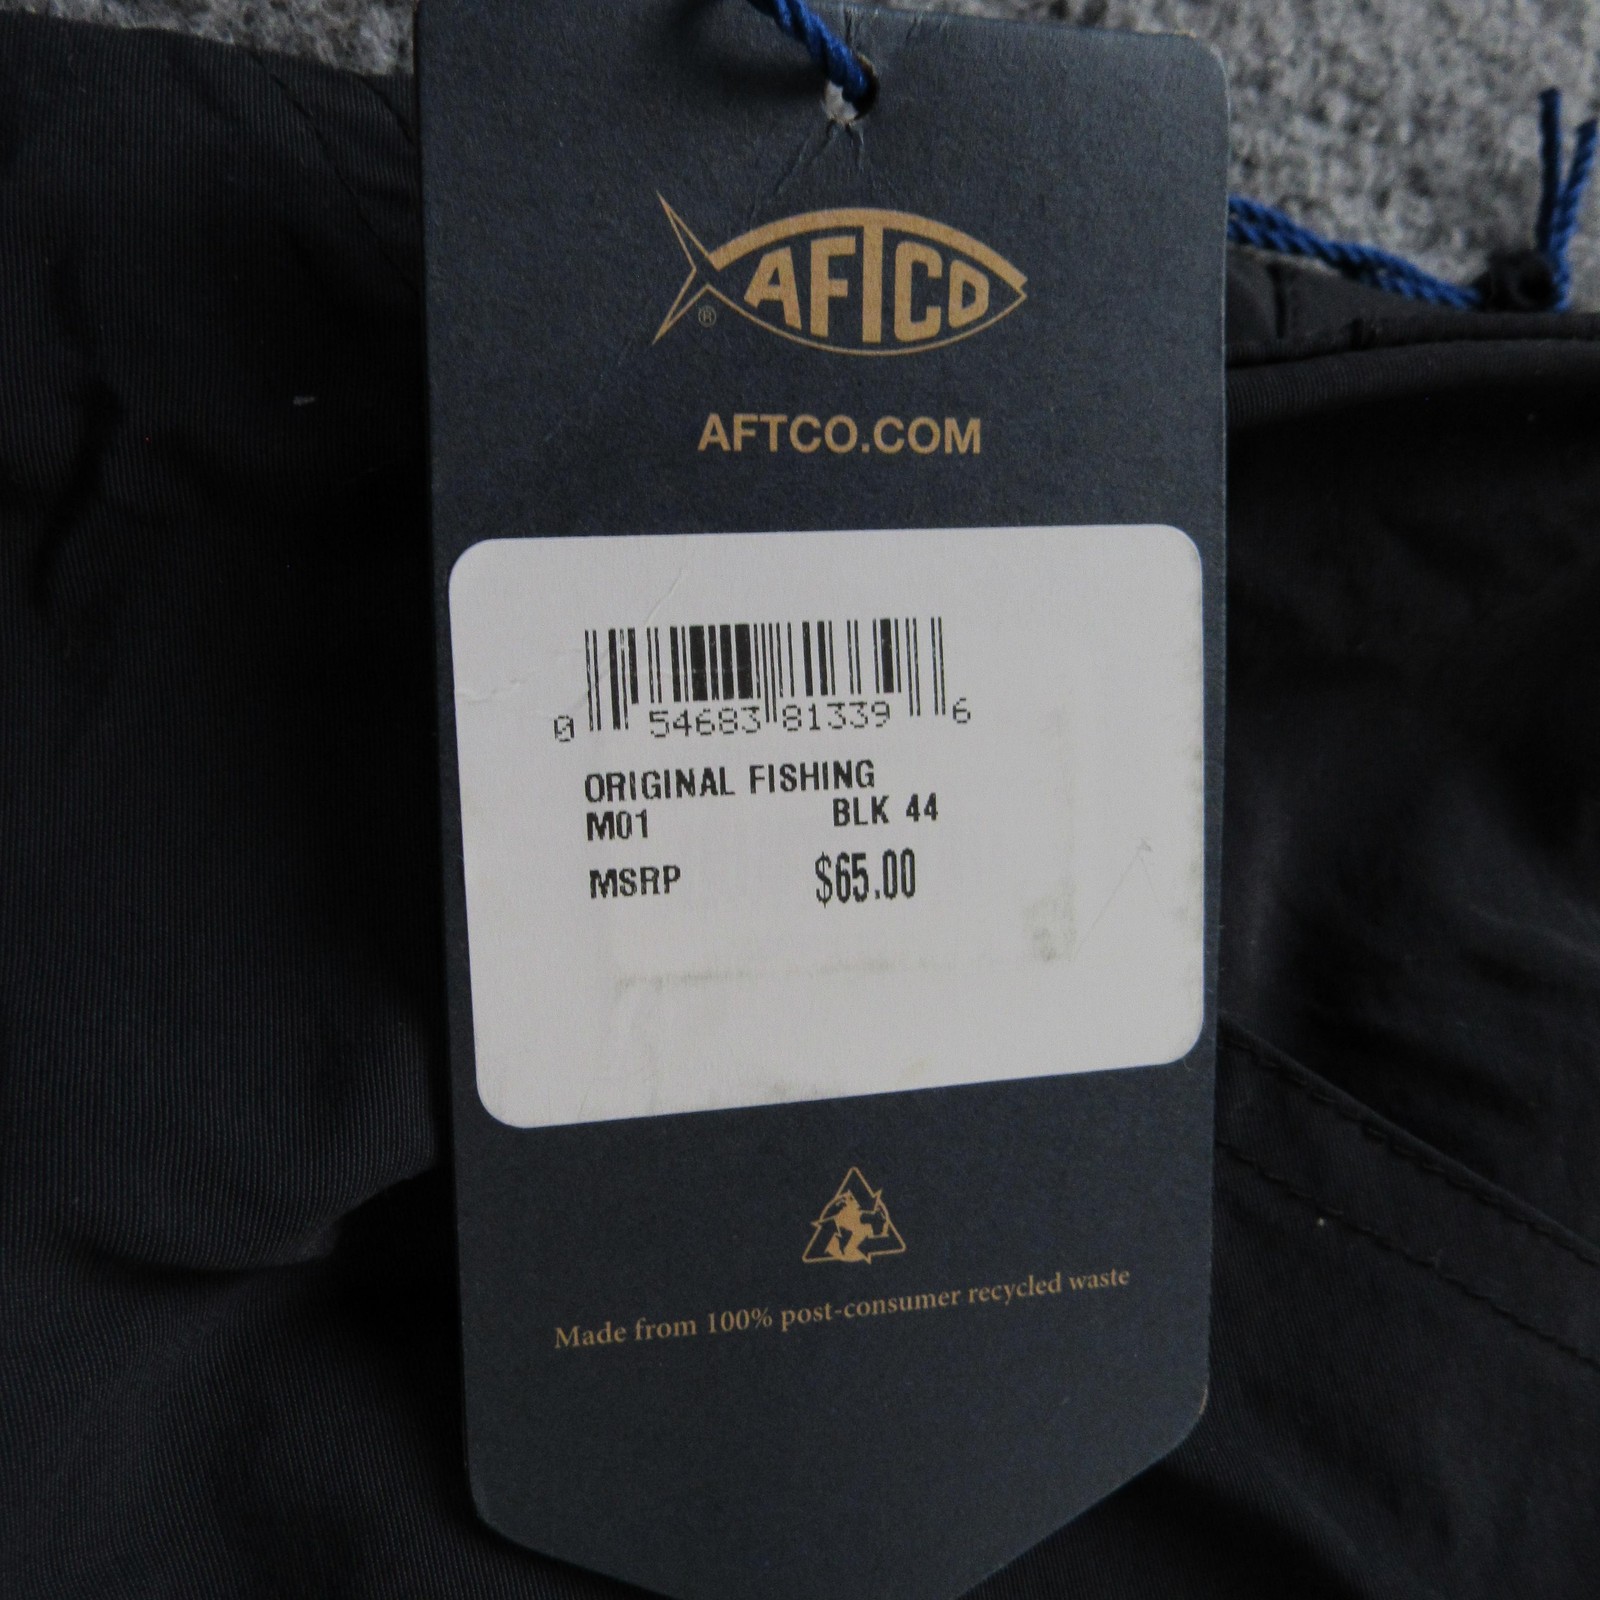 AFTCO
®
AFTCO.COM
0 54683 81339 6
ORIGINAL FISHING
M01 BLK 44
MSRP $65.00
Made from 100% post-consumer recycled waste